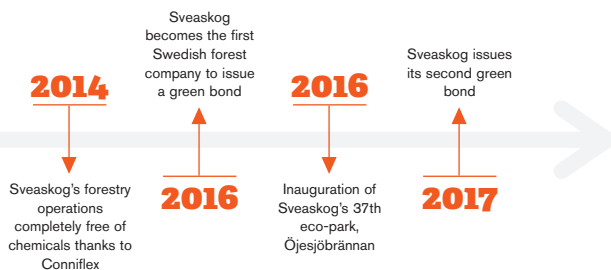 2014
Sveaskog's forestry
operations
completely free of
chemicals thanks to
Conniflex
Sveaskog
becomes the first
Swedish forest
company to issue
a green bond
2016
2016
Inauguration of
Sveaskog's 37th
eco-park,
Öjesjöbrännan
Sveaskog issues
its second green
bond
2017